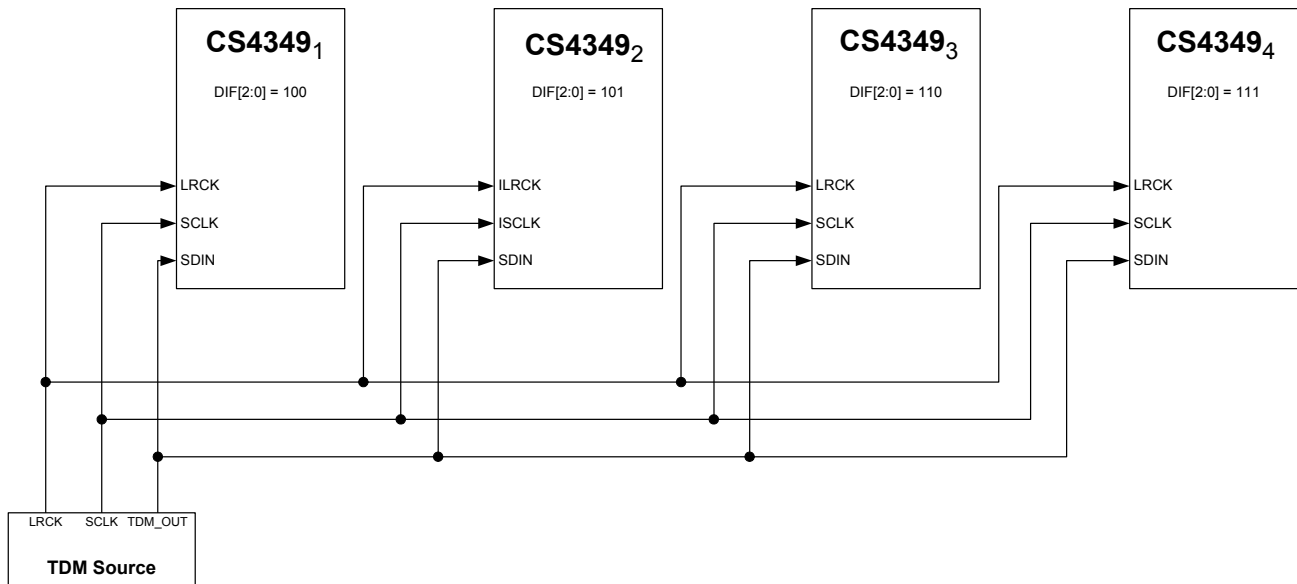 CS43491 CS43492 CS43493 CS43494
DIF[2:0] = 100 DIF[2:0] = 101 DIF[2:0] = 110 DIF[2:0] = 111
LRCK ILRCK LRCK LRCK
SCLK ISCLK SCLK SCLK
SDIN SDIN SDIN SDIN
LRCK SCLK TDM_OUT
TDM Source